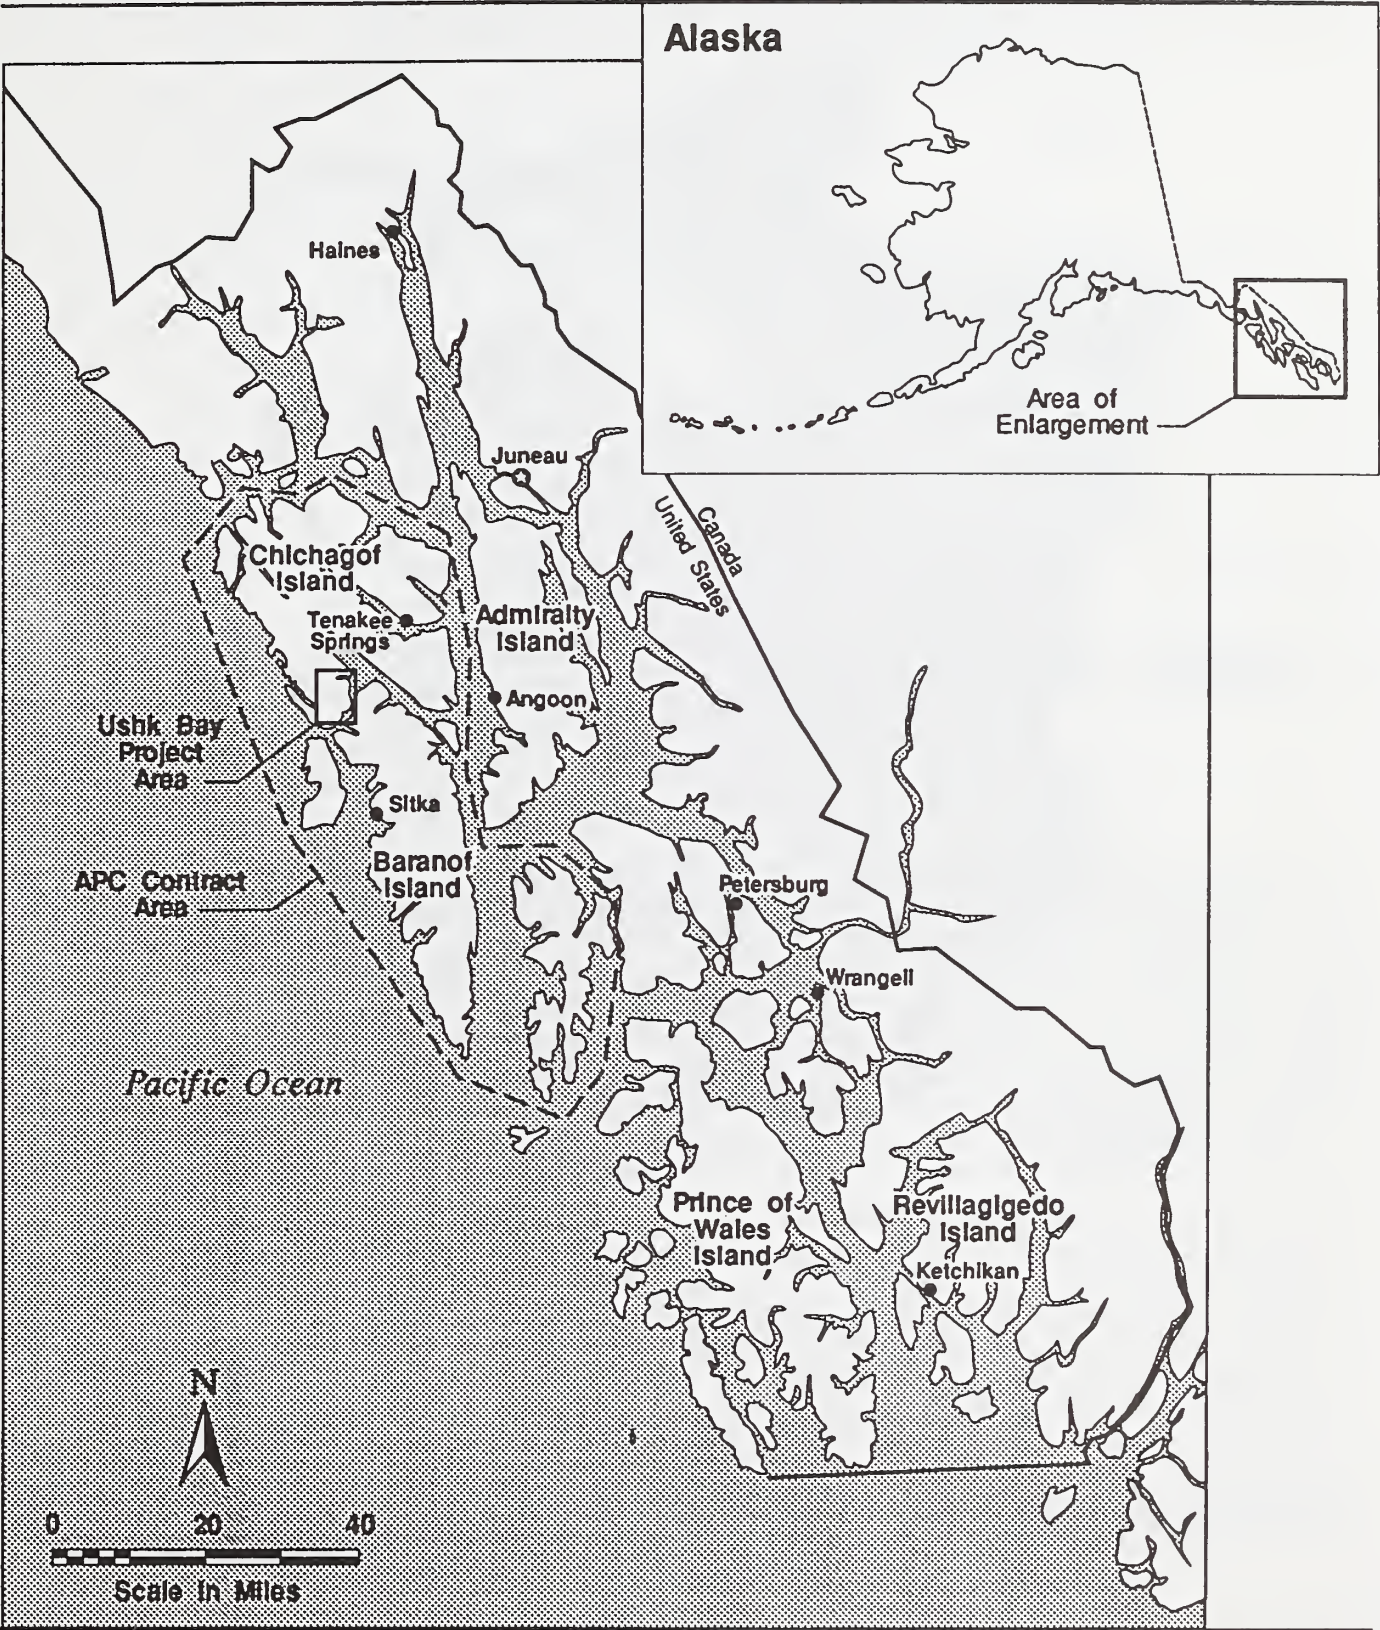 Alaska
Area of
Enlargement
Haines
Juneau
Canada
United States
Chichagof
Island
Tenakee
Springs
Admiralty
Island
Angoon
Ushk Bay
Project
Area
Sitka
APC Contract
Area
Baranof
Island
Petersburg
Wrangell
Pacific Ocean
Prince of
Wales
Island
Revillagigedo
Island
Ketchikan
N
0 20 40
Scale in Miles